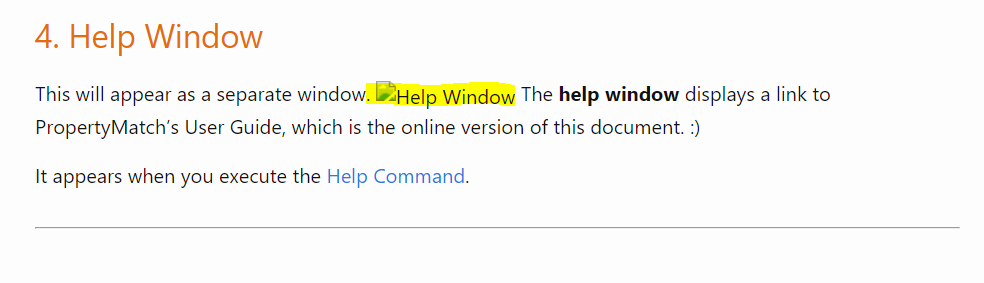 4. Help Window
This will appear as a separate window. Help Window The help window displays a link to
PropertyMatch's User Guide, which is the online version of this document. :)
It appears when you execute the Help Command.